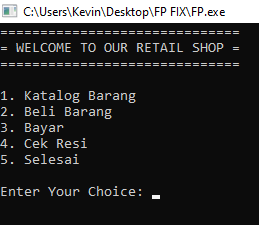 C:\Users\Kevin\Desktop\FP FIX\FP.exe
==============================
= WELCOME TO OUR RETAIL SHOP =
==============================
1. Katalog Barang
2. Beli Barang
3. Bayar
4. Cek Resi
5. Selesai
Enter Your Choice: _